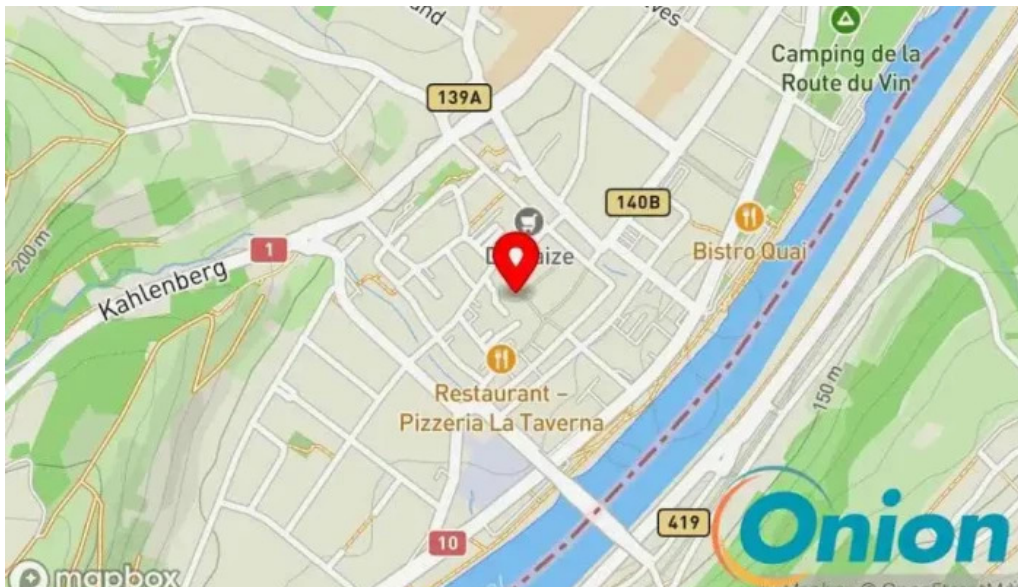 139A
Camping de la
Route du Vin
140B
1
Kahlenberg
200 m
Bistro Quai
Restaurant –
Pizzeria La Taverna
150 m
419
10
Onion
mapbox